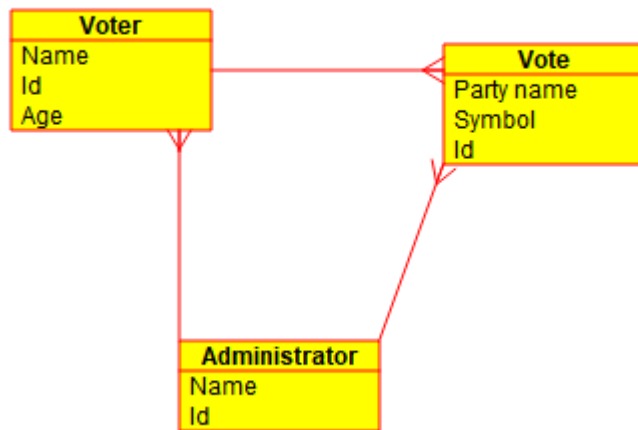 Voter
Name
Id
Age
Vote
Party name
Symbol
Id
Administrator
Name
Id